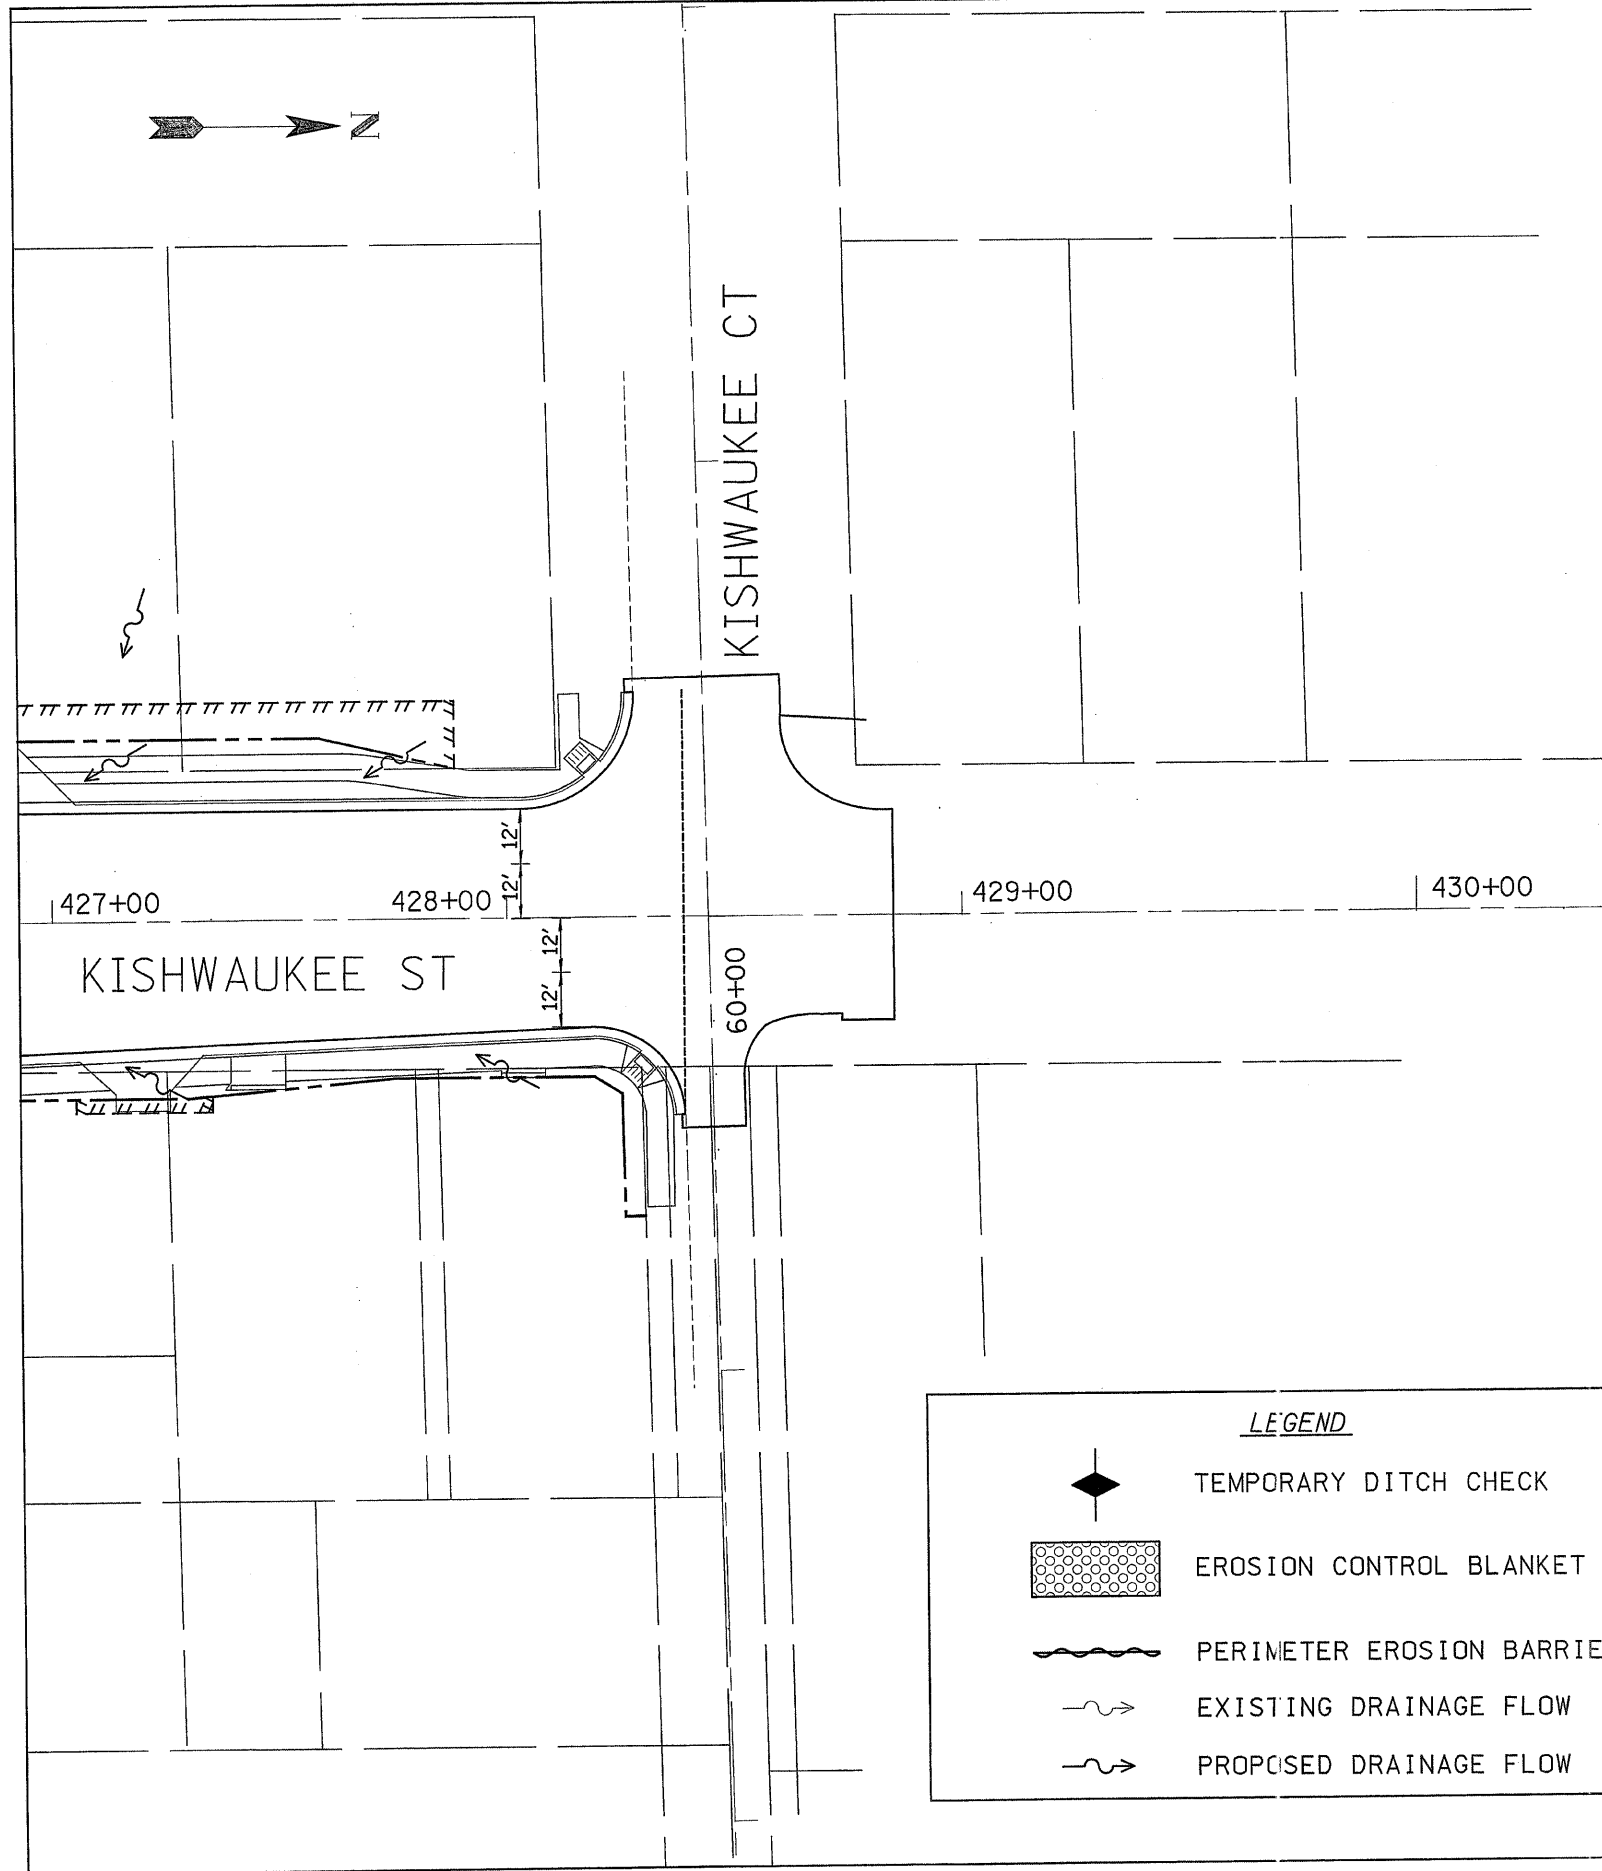 N
KISHWAUKEE CT
12'
12'
427+00
428+00
429+00
430+00
12'
12'
KISHWAUKEE ST
60+00
LEGEND
TEMPORARY DITCH CHECK
EROSION CONTROL BLANKET
PERIMETER EROSION BARRIE
EXISTING DRAINAGE FLOW
PROPOSED DRAINAGE FLOW